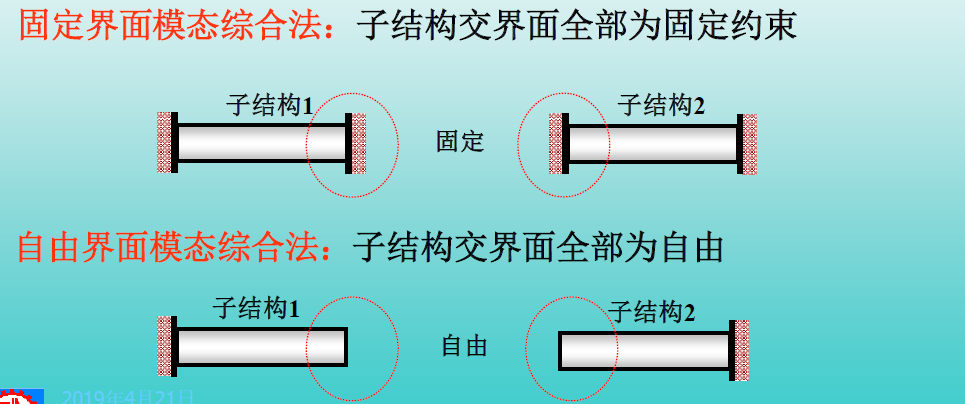 固定界面模态综合法：子结构交界面全部为固定约束
子结构1
固定
子结构2
自由界面模态综合法：子结构交界面全部为自由
子结构1
自由
子结构2
2019年4月21日